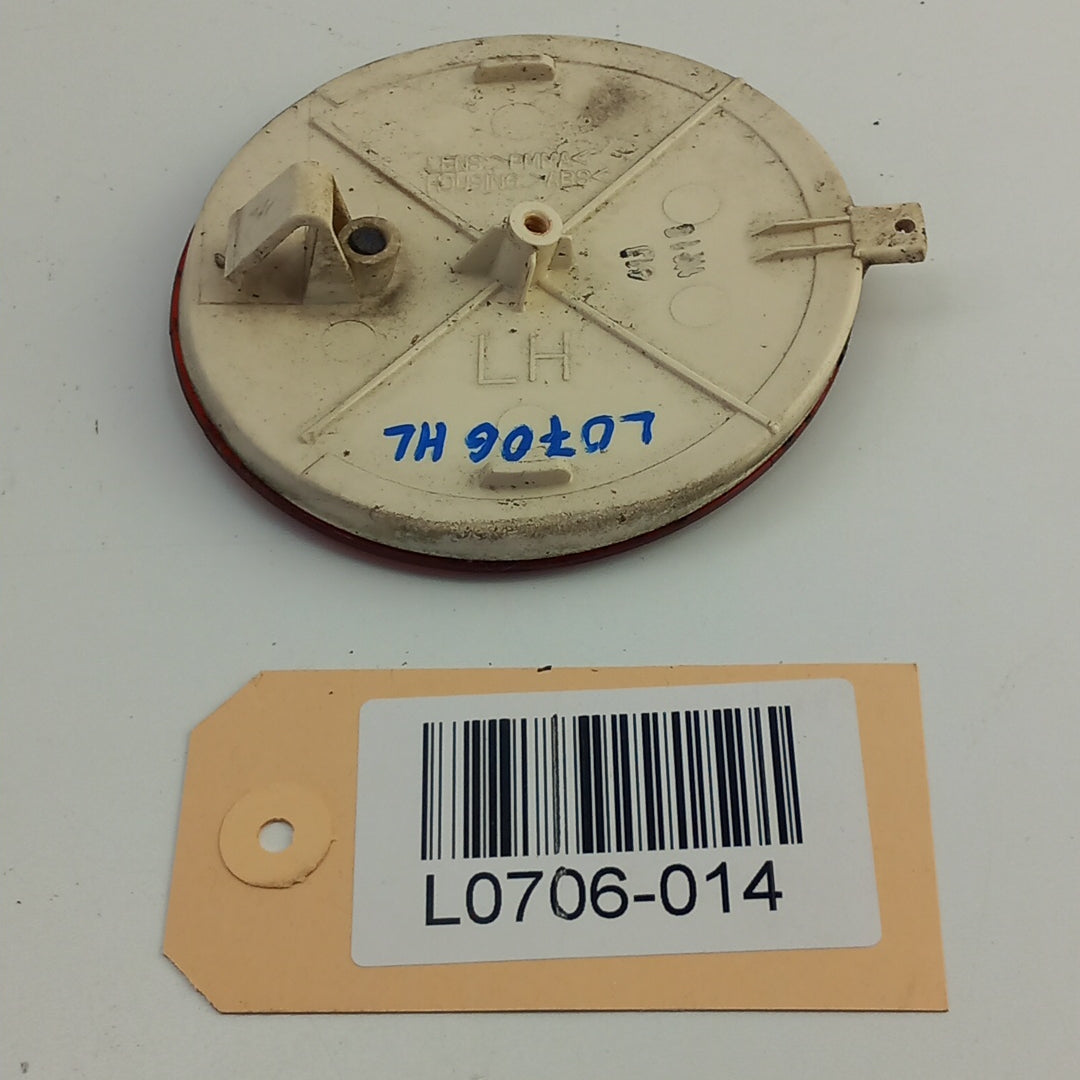 LENS >PMMA<
HOUSING >ABS<
LH
L0706 HL
L0706-014